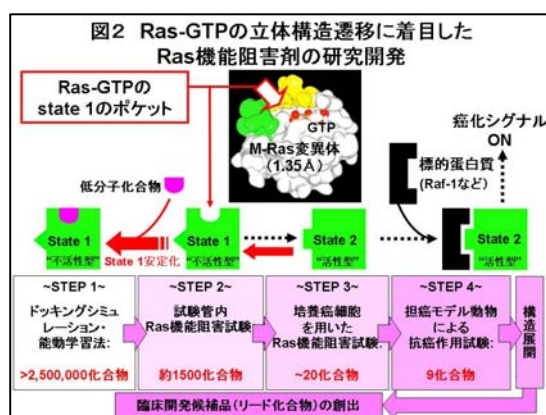 図2 Ras-GTPの立体構造遷移に着目した
Ras機能阻害剤の研究開発
Ras-GTPの
state 1のポケット
GTP
M-Ras変異体
(1.35Å)
癌化シグナル
ON
標的蛋白質
(Raf-1など)
低分子化合物
State 1
"不活性型"
State 1安定化
State 1
"不活性型"
State 2
"活性型"
State 2
"活性型"
~STEP 1~
ドッキングシミュ
レーション・
能動学習法:
>2,500,000化合物
~STEP 2~
試験管内
Ras機能阻害試験:
約1500化合物
~STEP 3~
培養癌細胞
を用いた
Ras機能阻害試験:
~20化合物
~STEP 4~
担癌モデル動物
による
抗癌作用試験:
9化合物
構造展開
臨床開発候補品(リード化合物)の創出